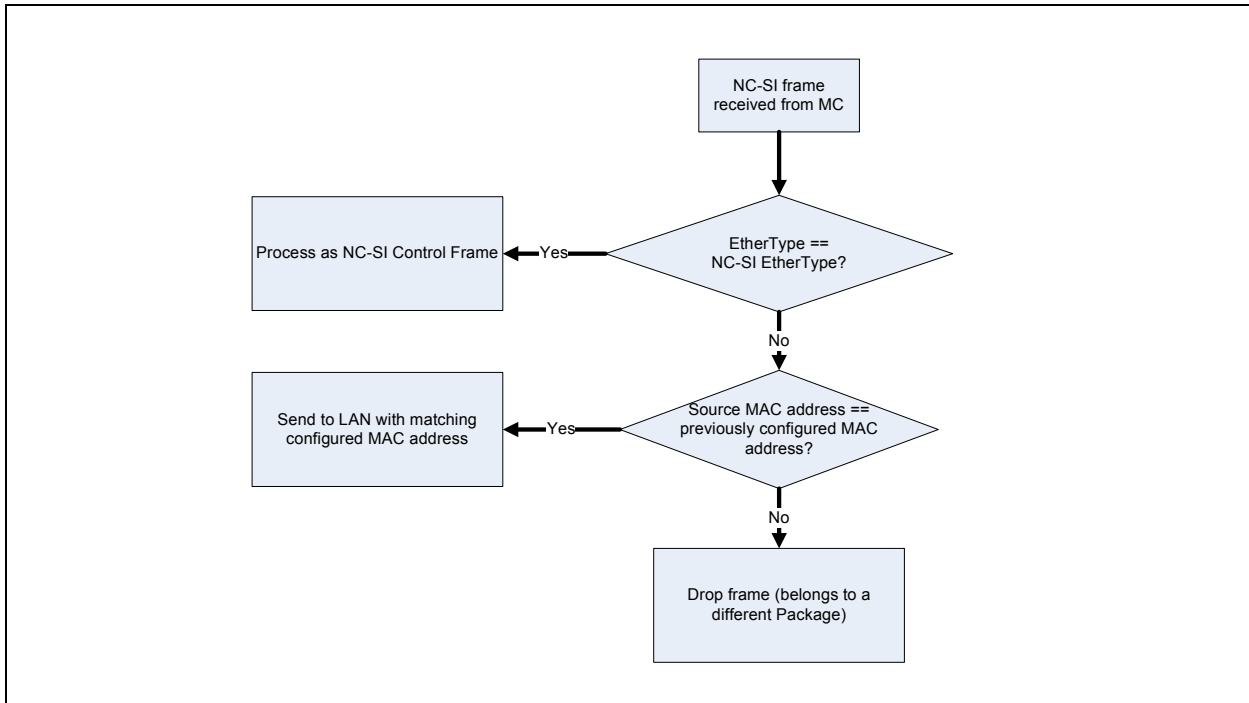 NC-SI frame
received from MC
EtherType ==
NC-SI EtherType?
Yes
Process as NC-SI Control Frame
No
Source MAC address ==
previously configured MAC
address?
Yes
Send to LAN with matching
configured MAC address
No
Drop frame (belongs to a
different Package)